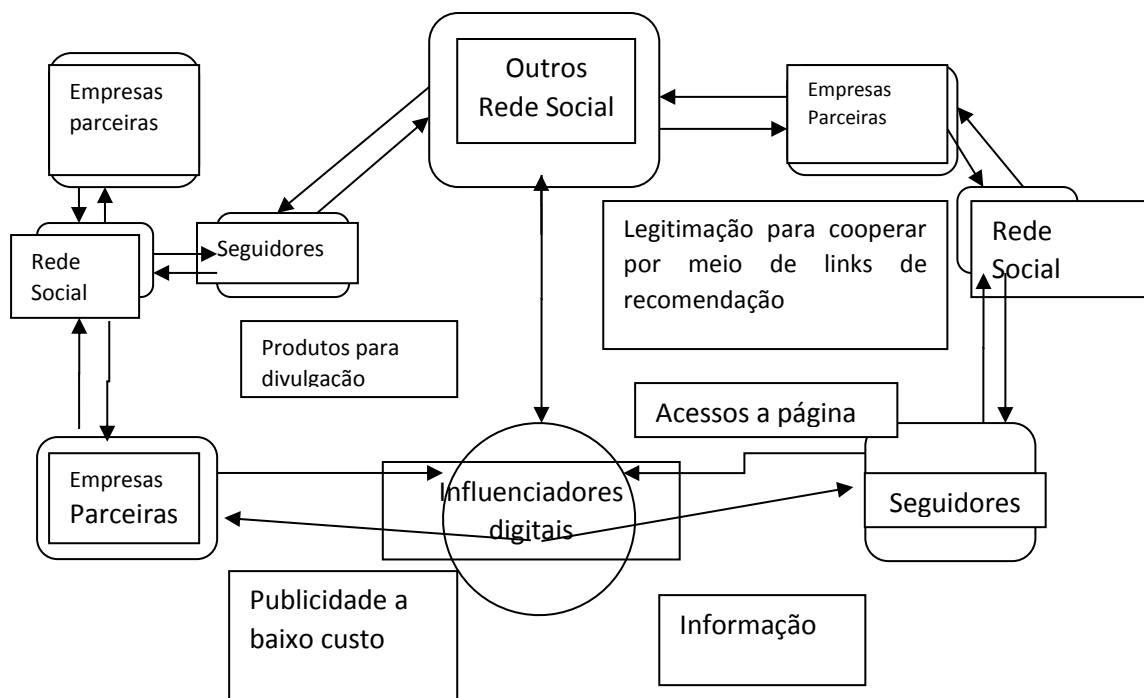 Outros
Rede Social
Empresas
parceiras
Empresas
Parceiras
Seguidores
Rede
Social
Legitimação para cooperar
por meio de links de
recomendação
Rede
Social
Produtos para
divulgação
Acessos a página
Empresas
Parceiras
Influenciadores
digitais
Seguidores
Publicidade a
baixo custo
Informação